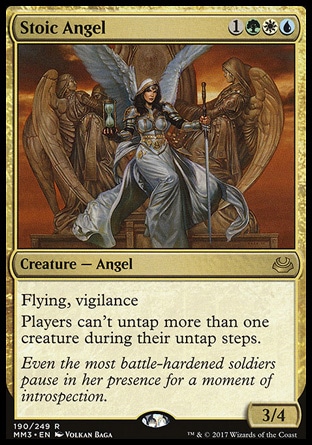 Stoic Angel 1
Creature — Angel
Flying, vigilance
Players can't untap more than one
creature during their untap steps.
Even the most battle-hardened soldiers
pause in her presence for a moment of
introspection.
3/4
190/249 R
MM3 • EN Volkan Baga ™ & © 2017 Wizards of the Coast